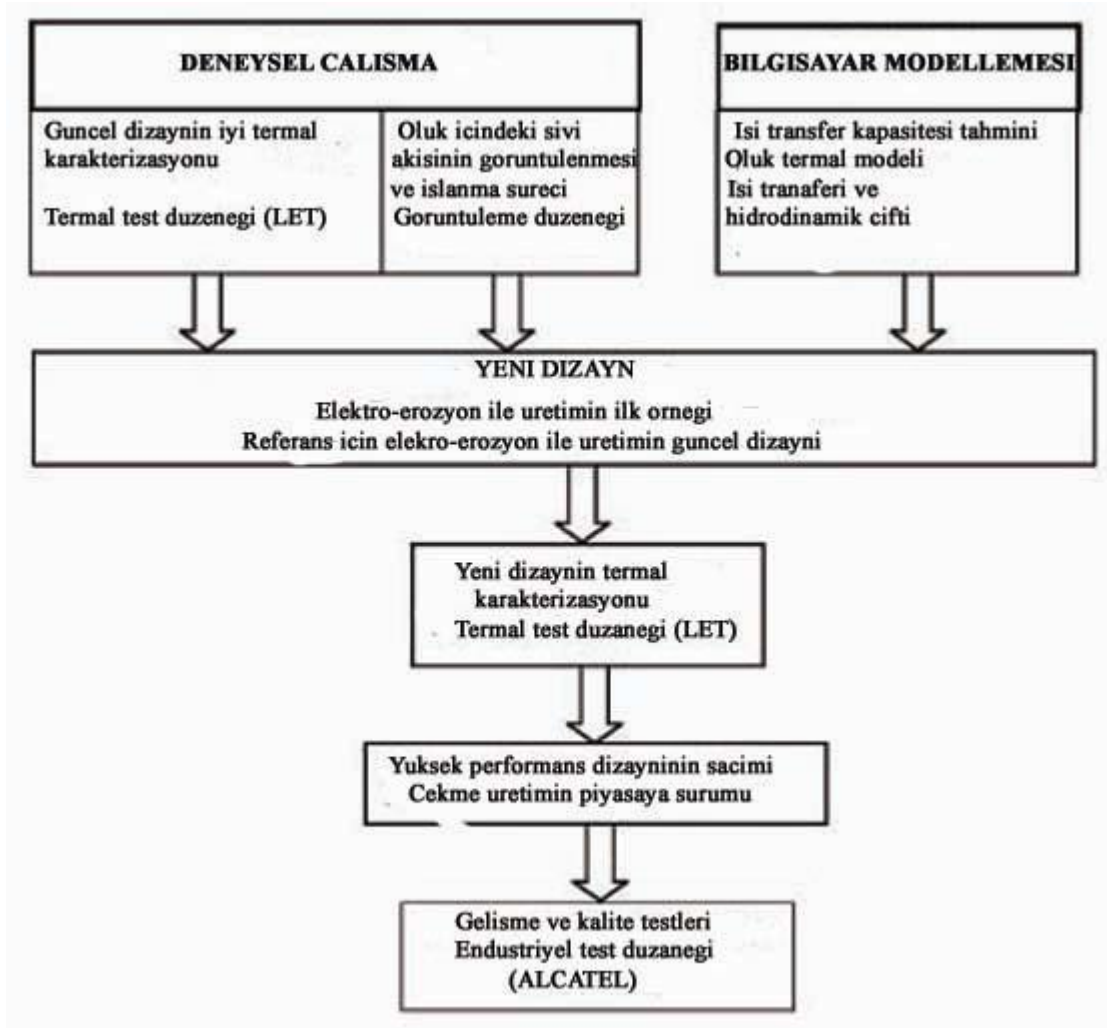 DENEYSEL CALISMA
Guncel dizaynin iyi termal
karakterizasyonu
Termal test duzenegi (LET)
Oluk icindeki sivi
akisinin goruntulenmesi
ve islanma sureci
Goruntuleme duzenegi
BILGISAYAR MODELLEMESI
Isi transfer kapasitesi tahmini
Oluk termal modeli
Isi tranaferi ve
hidrodinamik cifti
YENI DIZAYN
Elektro-erozyon ile uretimin ilk ornegi
Referans icin elekro-erozyon ile uretimin guncel dizayni
Yeni dizaynin termal
karakterizasyonu
Termal test duzanegi (LET)
Yuksek performans dizayninin sacimi
Cekme uretimin piyasaya surumu
Gelisme ve kalite testleri
Endustriyel test duzanegi
(ALCATEL)